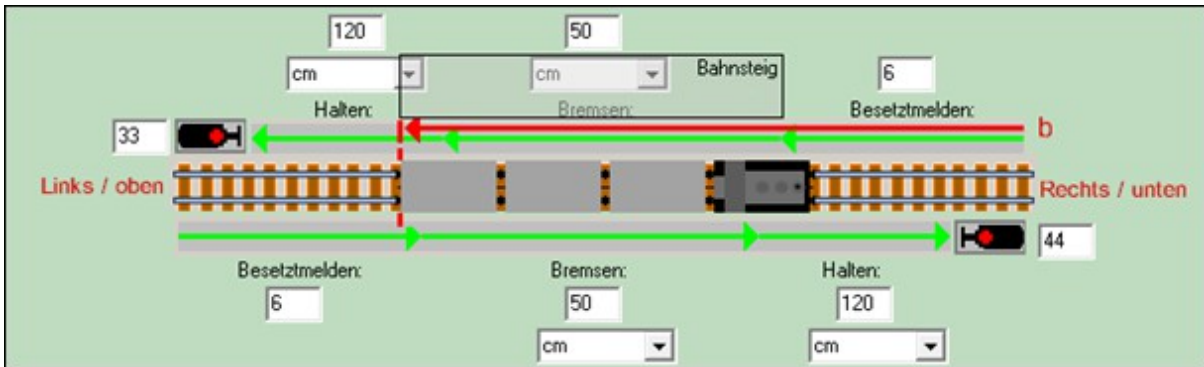 120 50
cm cm Bahnsteig 6
Halten: Bremsen: Besetztmelden:
33 b
Links / oben Rechts / unten
44
Besetztmelden: Bremsen: Halten:
6 50 120
cm cm